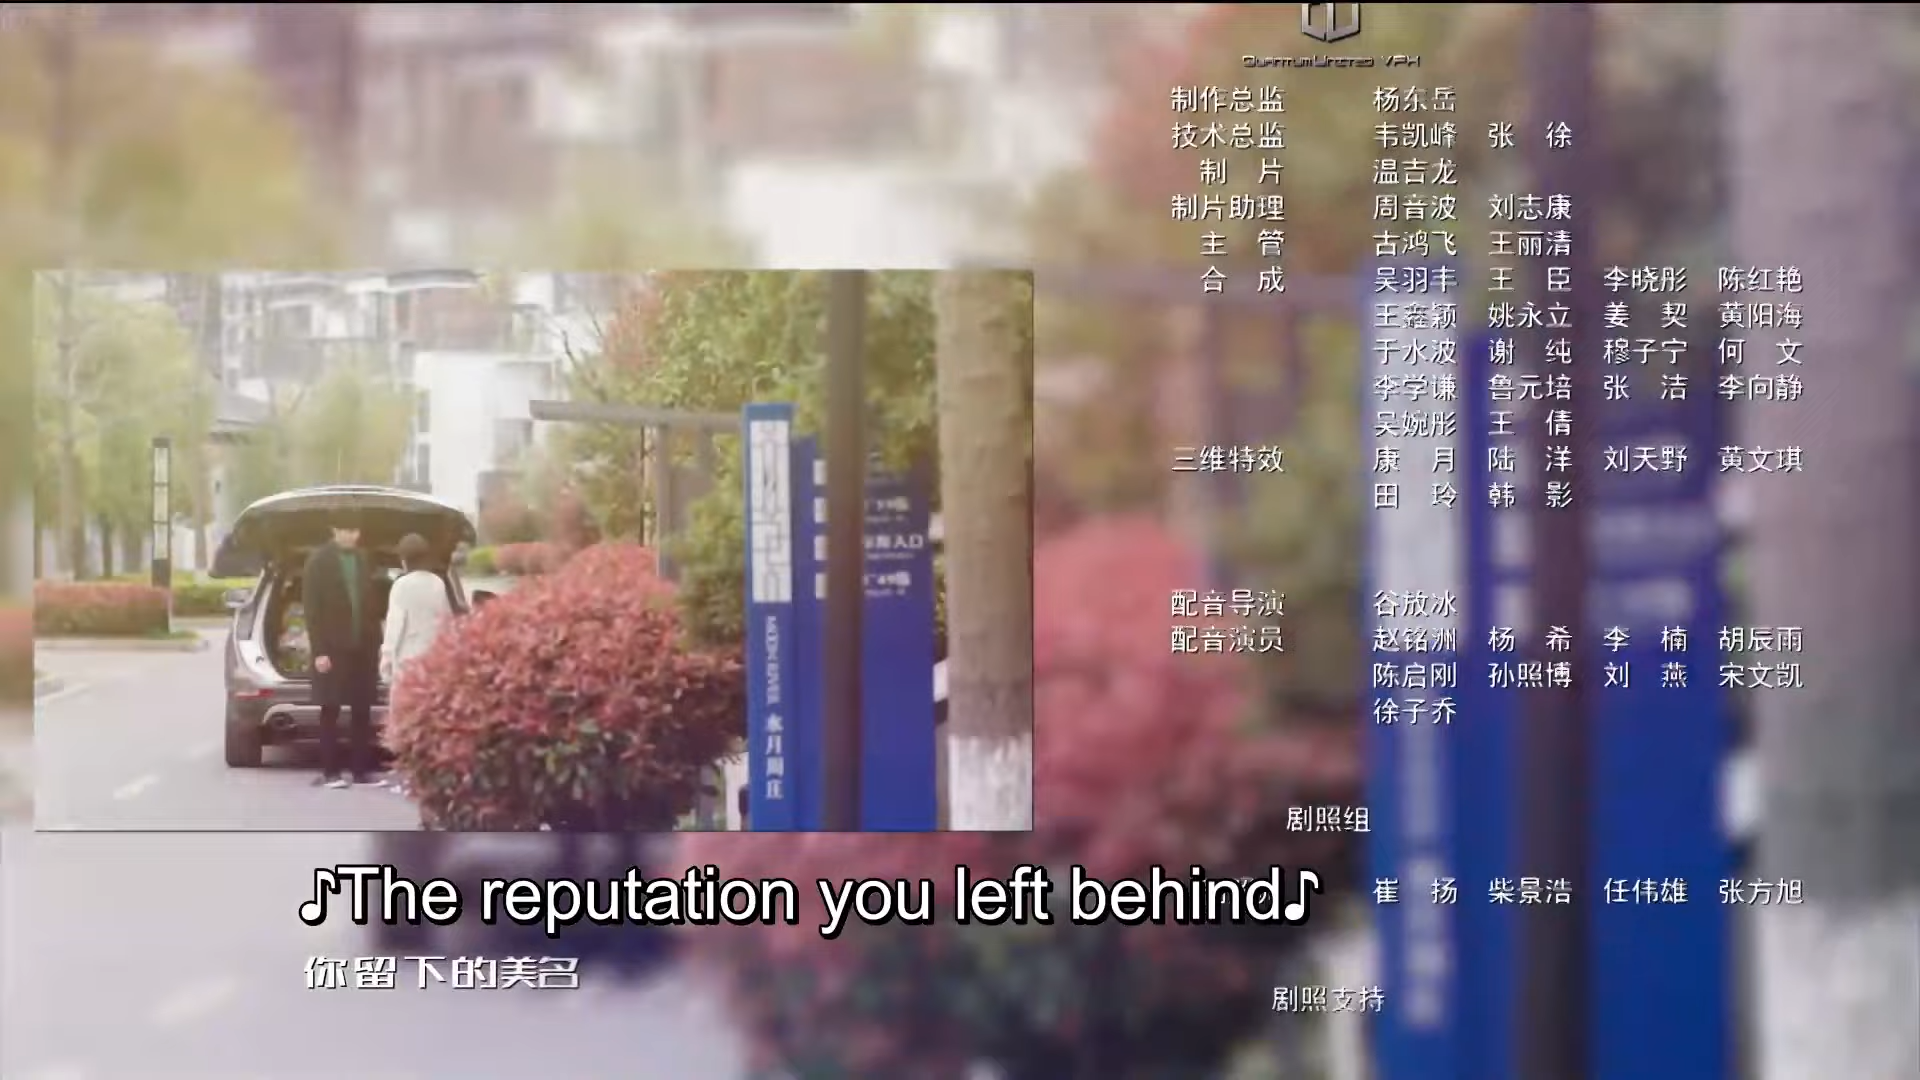 QUANTUM UNITED VFX
制作总监 杨东岳
技术总监 韦凯峰 张 徐
制 片 温吉龙
制片助理 周音波 刘志康
主 管 古鸿飞 王丽清
合 成 吴羽丰 王 臣 李晓彤 陈红艳
王鑫颖 姚永立 姜 契 黄阳海
于水波 谢 纯 穆子宁 何 文
李学谦 鲁元培 张 洁 李向静
吴婉彤 王 倩
三维特效 康 月 陆 洋 刘天野 黄文琪
田 玲 韩 影
配音导演 谷放冰
配音演员 赵铭洲 杨 希 李 楠 胡辰雨
陈启刚 孙照博 刘 燕 宋文凯
徐子乔
剧照组
崔 扬 柴景浩 任伟雄 张方旭
剧照支持
水月周庄
入口
♪The reputation you left behind♪
你留下的美名